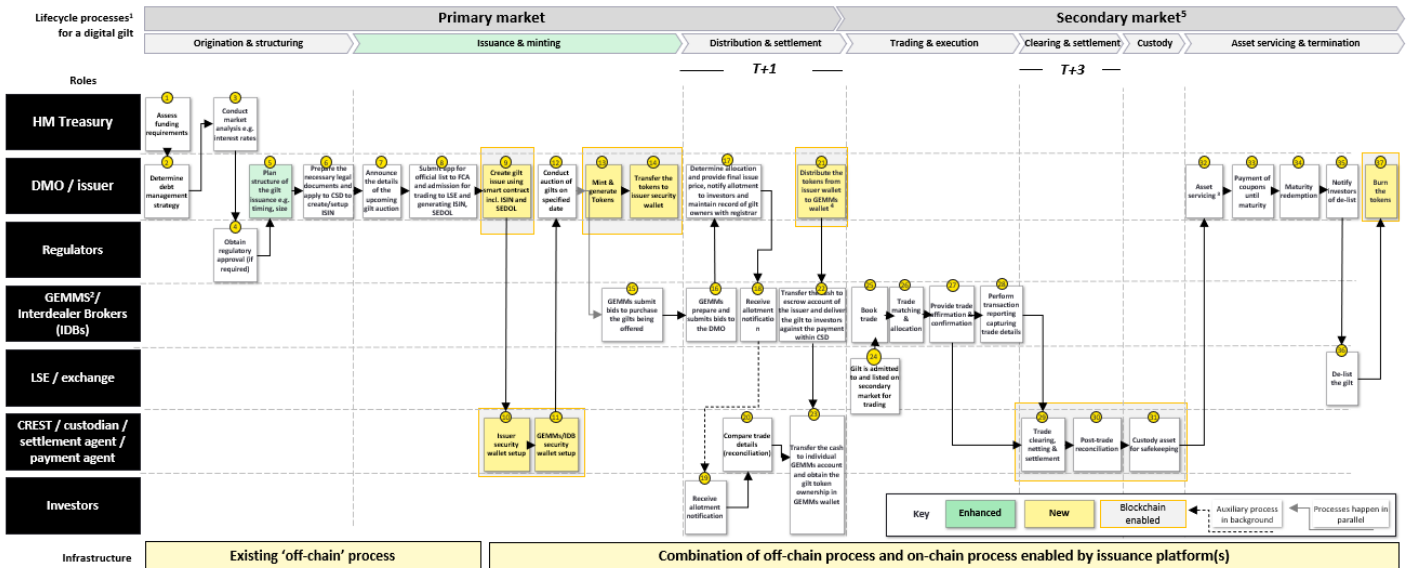 Lifecycle processes¹
for a digital gilt
Primary market
Secondary market⁵
Origination & structuring
Issuance & minting
Distribution & settlement
Trading & execution
Clearing & settlement
Custody
Asset servicing & termination
T+1
T+3
Roles
HM Treasury
DMO / issuer
Regulators
GEMMS²/
Interdealer Brokers
(IDBs)
LSE / exchange
CREST / custodian /
settlement agent /
payment agent
Investors
1
Assess
funding
requirements
2
Determine
debt
management
strategy
3
Conduct
market
analysis e.g.
interest rates
4
Obtain
regulatory
approval (if
required)
5
Plan
structure of
the gilt
issuance e.g.
timing, size
6
Prepare the
necessary legal
documents and
apply to CSD to
create/setup
ISIN
7
Announce
the details
of the
upcoming
gilt auction
8
Submit app for
official list to FCA
and admission for
trading to LSE and
generating ISIN,
SEDOL
9
Create gilt
issue using
smart contract
incl. ISIN and
SEDOL
10
Issuer
security
wallet setup
11
GEMMs/IDB
security
wallet setup
12
Conduct
auction of
gilts on
specified
date
13
Mint &
generate
Tokens
14
Transfer the
tokens to
issuer security
wallet
15
GEMMs submit
bids to purchase
the gilts being
offered
16
GEMMs
prepare and
submits bids to
the DMO
17
Determine allocation
and provide final issue
price, notify allotment
to investors and
maintain record of gilt
owners with registrar
18
Receive
allotment
notificatio
n
19
Receive
allotment
notification
20
Compare trade
details
(reconciliation)
21
Distribute the
tokens from
issuer wallet
to GEMMs
wallet ⁴
22
Transfer the cash to
escrow account of
the issuer and deliver
the gilt to investors
against the payment
within CSD
23
Transfer the cash
to individual
GEMMs account
and obtain the
gilt token
ownership in
GEMMs wallet
24
Gilt is admitted
to and listed on
secondary
market for
trading
25
Book
trade
26
Trade
matching
&
allocation
27
Provide trade
affirmation &
confirmation
28
Perform
transaction
reporting
capturing
trade details
29
Trade
clearing,
netting &
settlement
30
Post-trade
reconciliation
31
Custody asset
for safekeeping
32
Asset
servicing ³
33
Payment of
coupons
until
maturity
34
Maturity
redemption
35
Notify
investors
of de-list
36
De-list
the gilt
37
Burn the
tokens
Key
Enhanced
New
Blockchain
enabled
Auxiliary process
in background
Processes happen in
parallel
Infrastructure
Existing ‘off-chain’ process
Combination of off-chain process and on-chain process enabled by issuance platform(s)